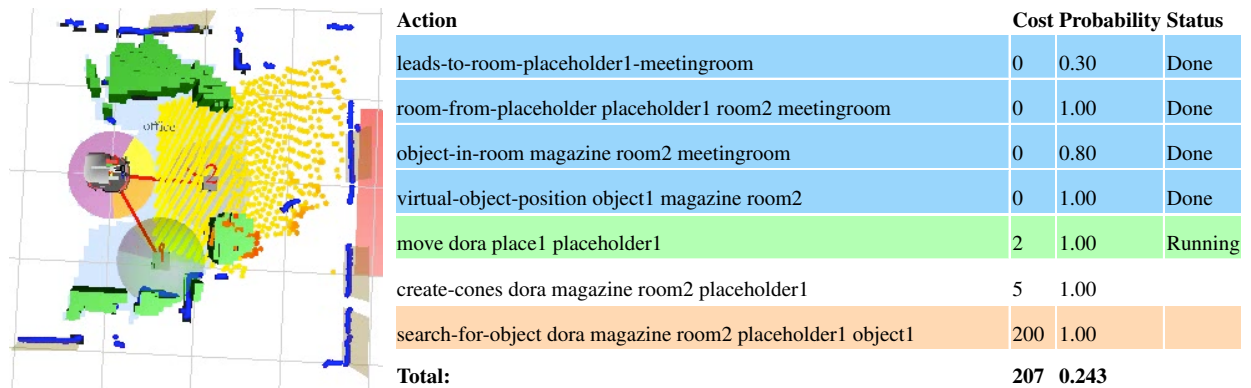 Action Cost Probability Status
leads-to-room-placeholder1-meetingroom 0 0.30 Done
room-from-placeholder placeholder1 room2 meetingroom 0 1.00 Done
object-in-room magazine room2 meetingroom 0 0.80 Done
virtual-object-position object1 magazine room2 0 1.00 Done
move dora place1 placeholder1 2 1.00 Running
create-cones dora magazine room2 placeholder1 5 1.00
search-for-object dora magazine room2 placeholder1 object1 200 1.00
Total: 207 0.243
office
2